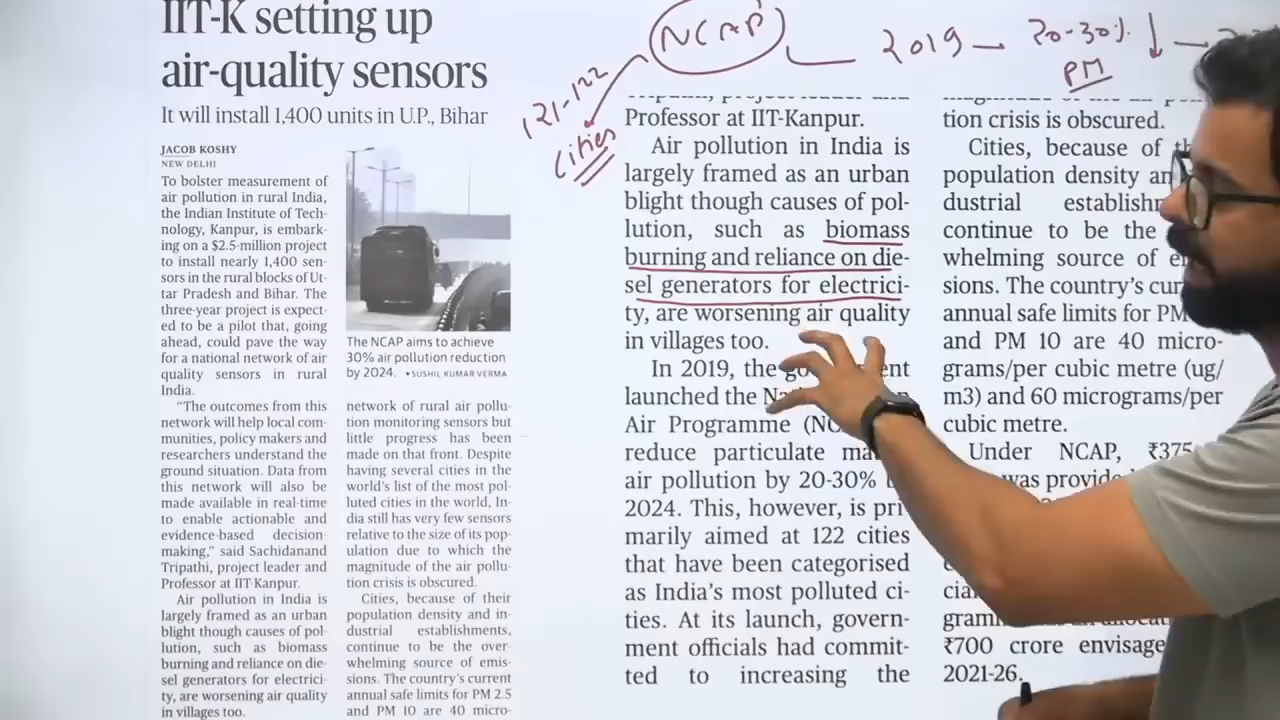 IIT-K setting up
air-quality sensors
It will install 1,400 units in U.P., Bihar
JACOB KOSHY
NEW DELHI
To bolster measurement of
air pollution in rural India,
the Indian Institute of Tech-
nology, Kanpur, is embark-
ing on a $2.5-million project
to install nearly 1,400 sen-
sors in the rural blocks of Ut-
tar Pradesh and Bihar. The
three-year project is expect-
ed to be a pilot that, going
ahead, could pave the way
for a national network of air
quality sensors in rural
India.
“The outcomes from this
network will help local com-
munities, policy makers and
researchers understand the
ground situation. Data from
this network will also be
made available in real-time
to enable actionable and
evidence-based decision-
making,” said Sachidanand
Tripathi, project leader and
Professor at IIT-Kanpur.
Air pollution in India is
largely framed as an urban
blight though causes of pol-
lution, such as biomass
burning and reliance on die-
sel generators for electrici-
ty, are worsening air quality
in villages too.
The NCAP aims to achieve
30% air pollution reduction
by 2024. • SUSHIL KUMAR VERMA
network of rural air pollu-
tion monitoring sensors but
little progress has been
made on that front. Despite
having several cities in the
world's list of the most pol-
luted cities in the world, In-
dia still has very few sensors
relative to the size of its pop-
ulation due to which the
magnitude of the air pollu-
tion crisis is obscured.
Cities, because of their
population density and in-
dustrial establishments,
continue to be the over-
whelming source of emis-
sions. The country's current
annual safe limits for PM 2.5
and PM 10 are 40 micro-
NCAP
2019
20-30% ↓
PM
121-122
cities
Professor at IIT-Kanpur.
Air pollution in India is
largely framed as an urban
blight though causes of pol-
lution, such as biomass
burning and reliance on die-
sel generators for electrici-
ty, are worsening air quality
in villages too.
In 2019, the
launched the
Air Programme
reduce particulate
air pollution by 20-30%
2024. This, however, is pri
marily aimed at 122 cities
that have been categorised
as India's most polluted ci-
ties. At its launch, govern-
ment officials had commit-
ted to increasing the
tion crisis is obscured.
Cities, because of
population density
dustrial
continue to be the
whelming source of
sions. The country's
annual safe limits for PM
and PM 10 are 40 micro-
grams/per cubic metre (ug/
m3) and 60 micrograms/per
cubic metre.
Under NCAP, ₹375
was
₹700 crore envisage
2021-26.